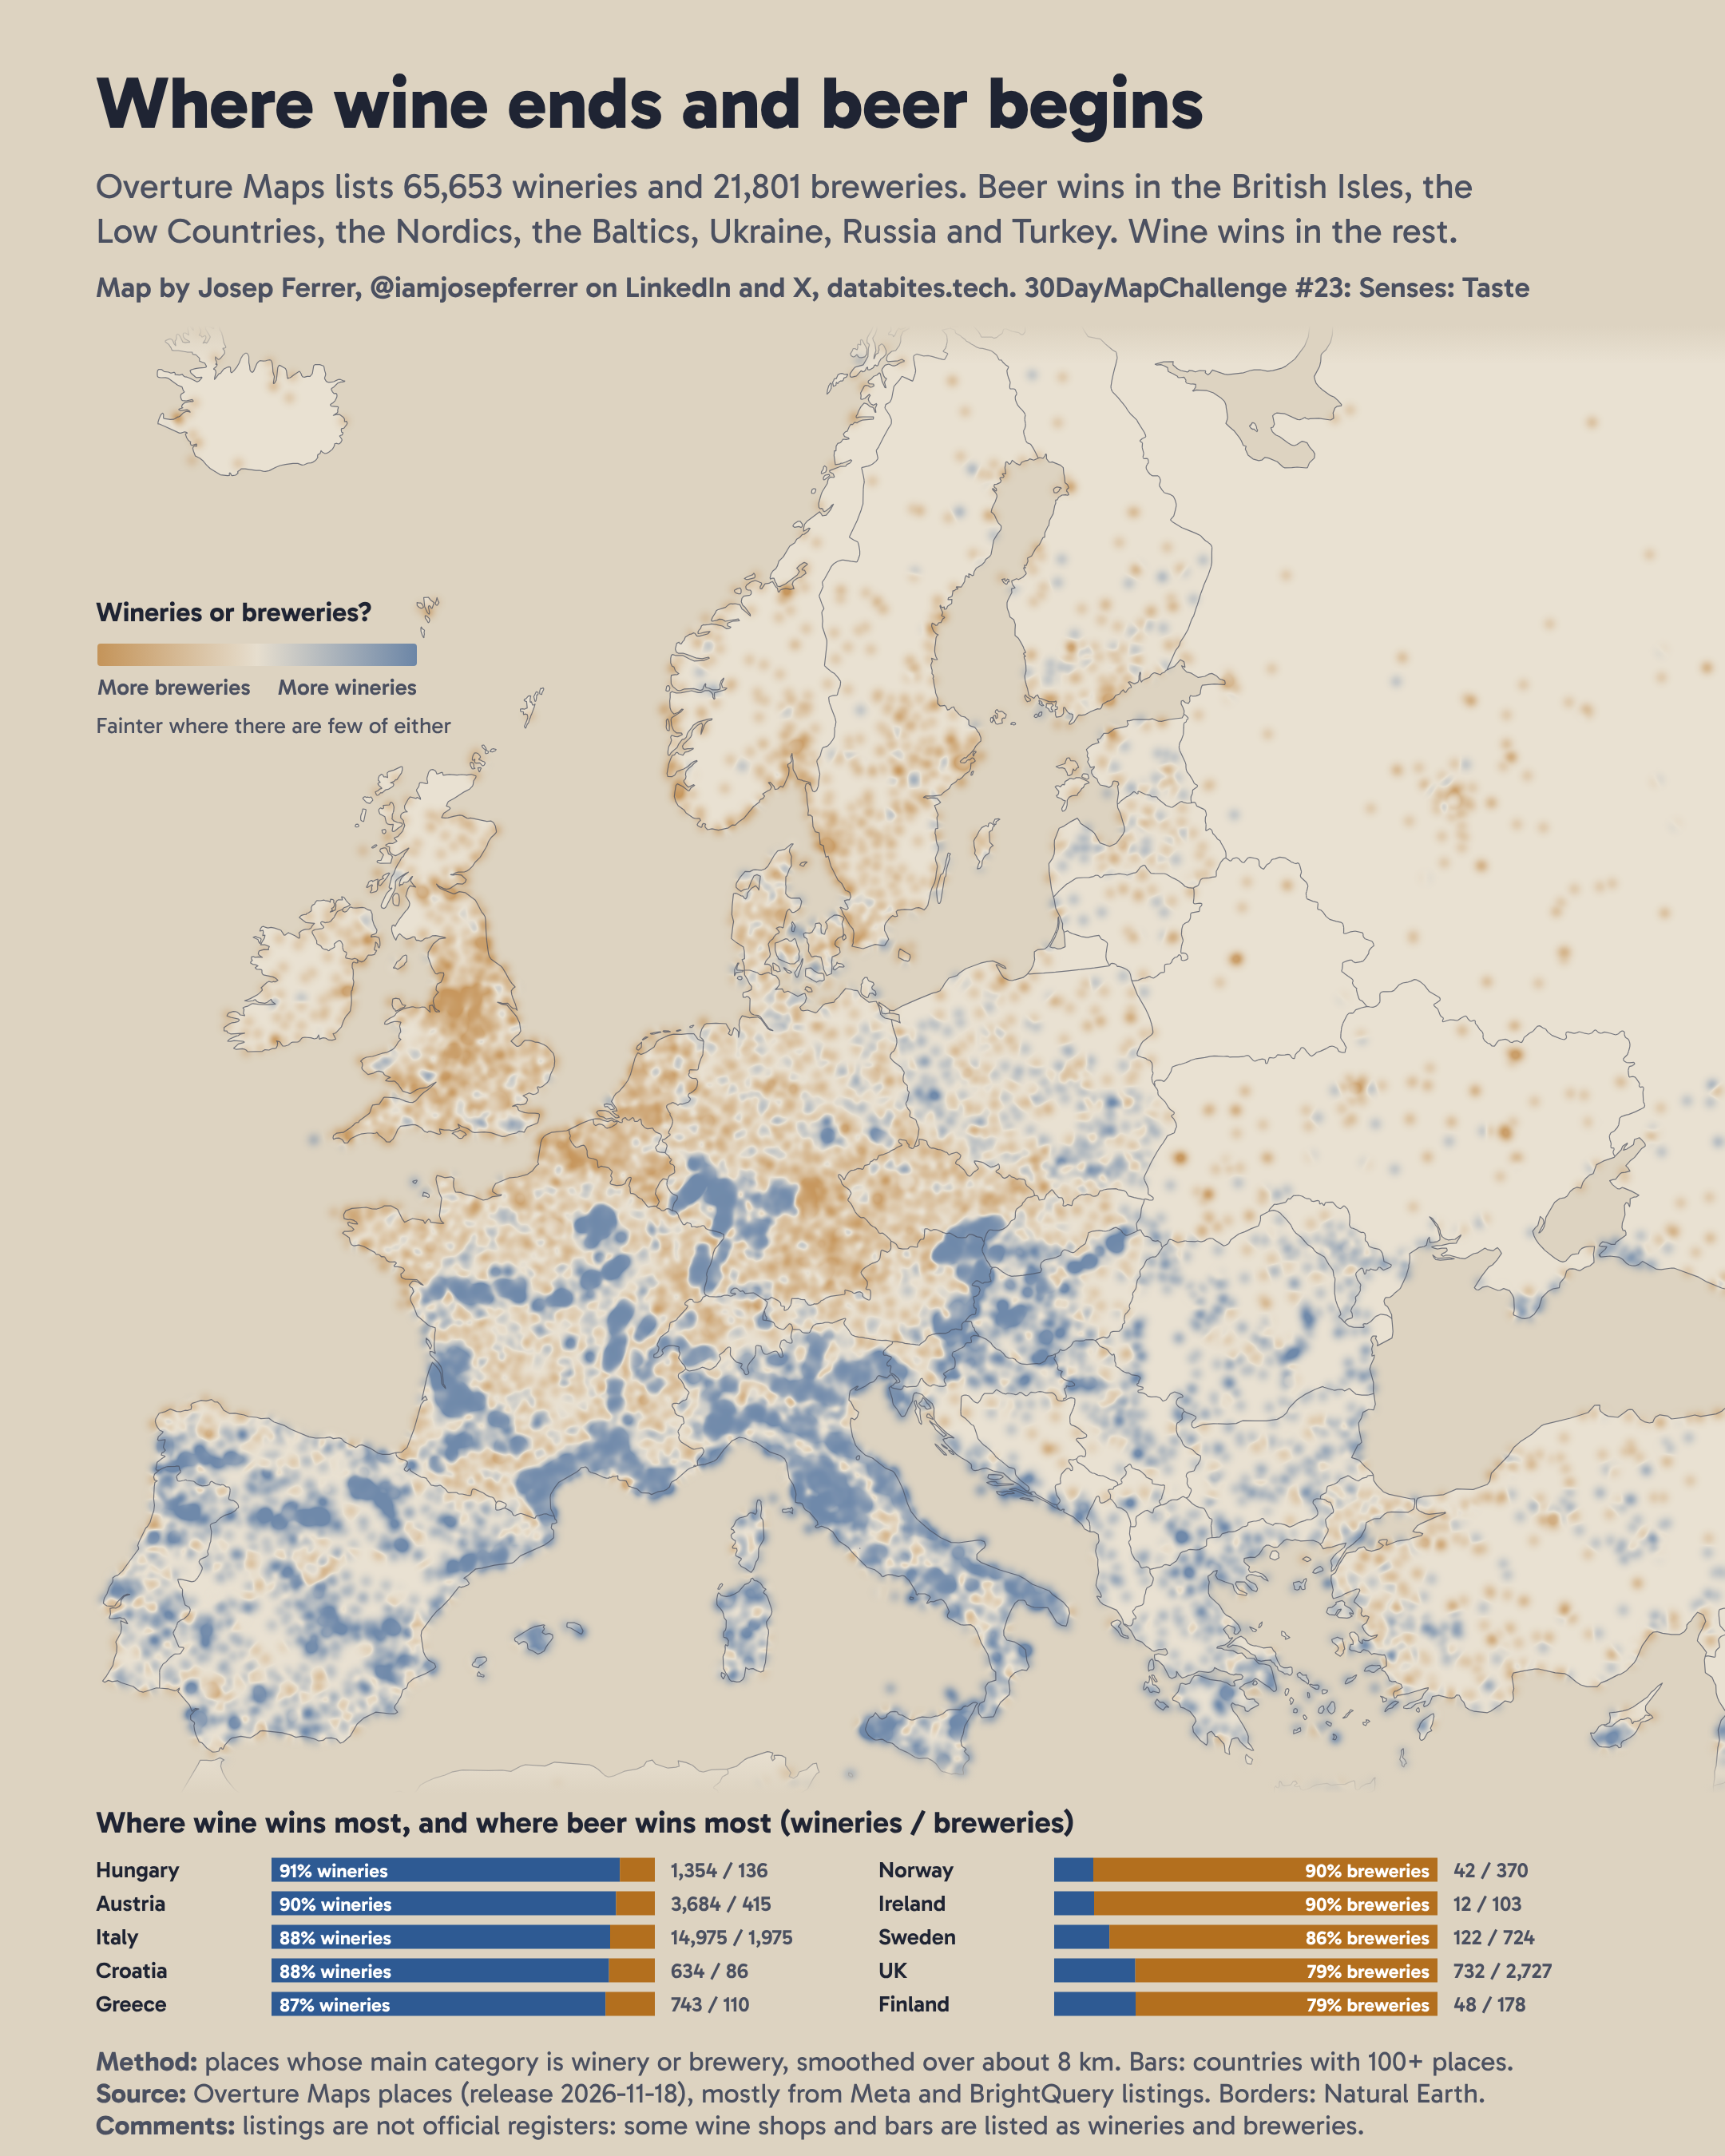 Where wine ends and beer begins
Overture Maps lists 65,653 wineries and 21,801 breweries. Beer wins in the British Isles, the
Low Countries, the Nordics, the Baltics, Ukraine, Russia and Turkey. Wine wins in the rest.
Map by Josep Ferrer, @iamjosepferrer on LinkedIn and X, databites.tech. 30DayMapChallenge #23: Senses: Taste
Wineries or breweries?
More breweries More wineries
Fainter where there are few of either
Where wine wins most, and where beer wins most (wineries / breweries)
Hungary 91% wineries 1,354 / 136 Norway 90% breweries 42 / 370
Austria 90% wineries 3,684 / 415 Ireland 90% breweries 12 / 103
Italy 88% wineries 14,975 / 1,975 Sweden 86% breweries 122 / 724
Croatia 88% wineries 634 / 86 UK 79% breweries 732 / 2,727
Greece 87% wineries 743 / 110 Finland 79% breweries 48 / 178
Method: places whose main category is winery or brewery, smoothed over about 8 km. Bars: countries with 100+ places.
Source: Overture Maps places (release 2026-11-18), mostly from Meta and BrightQuery listings. Borders: Natural Earth.
Comments: listings are not official registers: some wine shops and bars are listed as wineries and breweries.